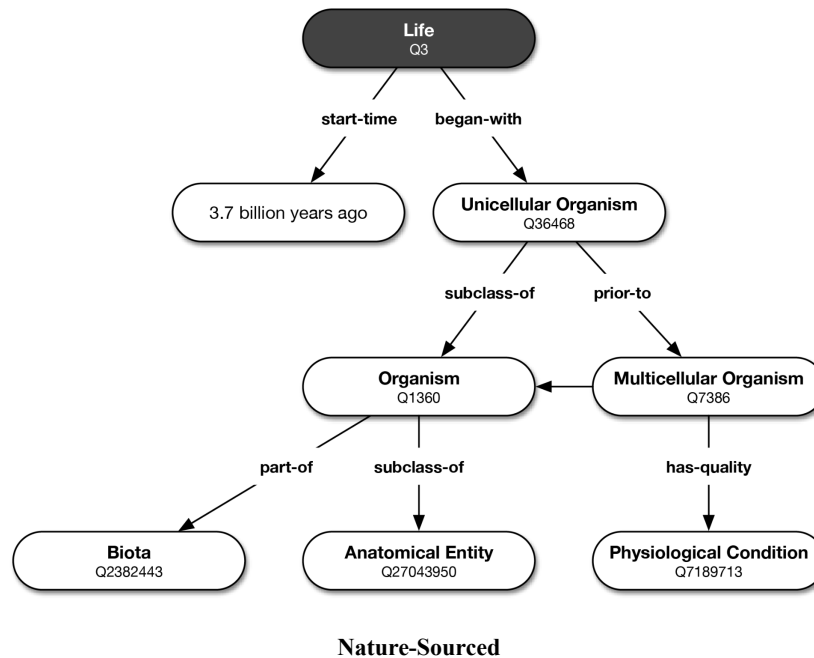 Life
Q3
start-time began-with
3.7 billion years ago
Unicellular Organism
Q36468
subclass-of prior-to
Organism
Q1360
Multicellular Organism
Q7386
part-of subclass-of has-quality
Biota
Q2382443
Anatomical Entity
Q27043950
Physiological Condition
Q7189713
Nature-Sourced